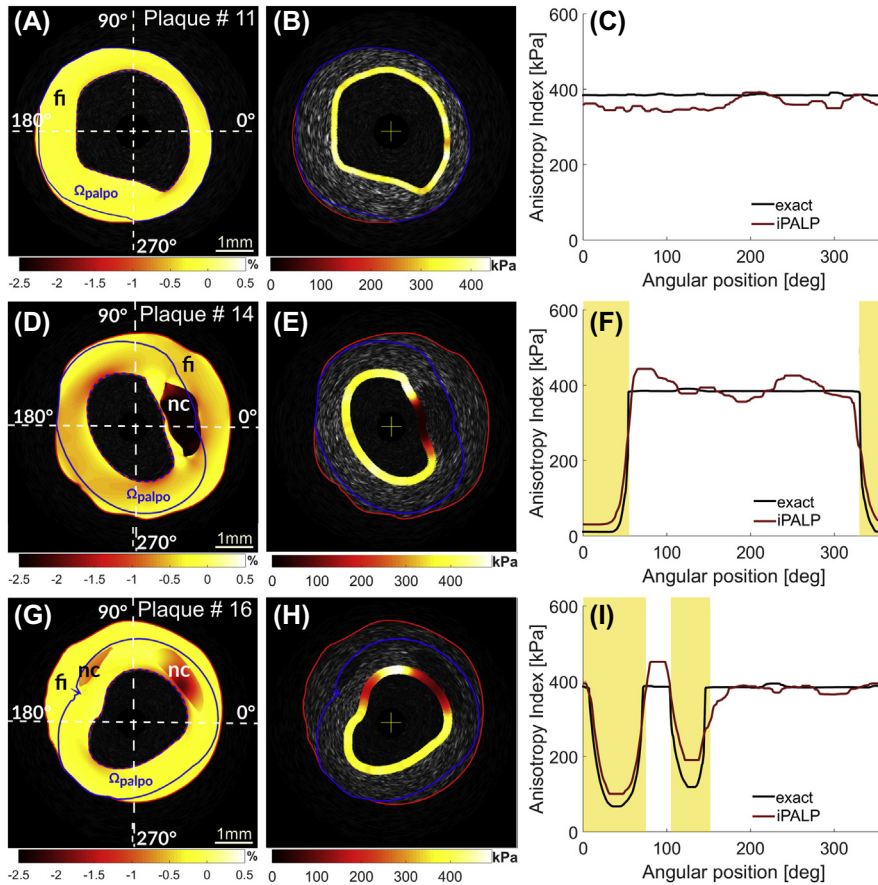 (A) 90° Plaque # 11
fi
180° 0°
Ωpalpo
270° 1mm
%
-2.5 -2 -1.5 -1 -0.5 0 0.5
(B)
kPa
0 100 200 300 400
(C)
Anisotropy Index [kPa]
600
400
200
0
exact
iPALP
0 100 200 300
Angular position [deg]
(D) 90° Plaque # 14
fi
nc
180° 0°
Ωpalpo
270° 1mm
%
-2.5 -2 -1.5 -1 -0.5 0 0.5
(E)
kPa
0 100 200 300 400
(F)
Anisotropy Index [kPa]
600
400
200
0
exact
iPALP
0 100 200 300
Angular position [deg]
(G) 90° Plaque # 16
nc nc
fi
180° 0°
Ωpalpo
270° 1mm
%
-2.5 -2 -1.5 -1 -0.5 0 0.5
(H)
kPa
0 100 200 300 400
(I)
Anisotropy Index [kPa]
600
400
200
0
exact
iPALP
0 100 200 300
Angular position [deg]